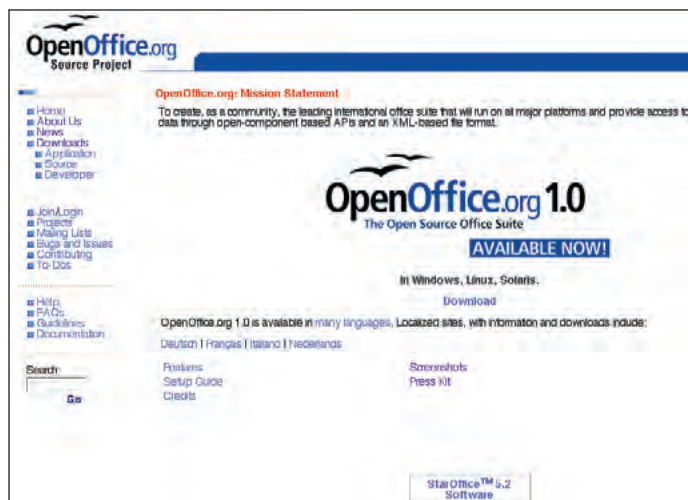 OpenOffice.org
Source Project
OpenOffice.org: Mission Statement
To create, as a community, the leading international office suite that will run on all major platforms and provide access to
data through open-component based APIs and an XML-based file format.
Home
About Us
News
Downloads
Application
Source
Developer
Join/Login
Projects
Mailing Lists
Bugs and Issues
Contributing
To-Dos
Help
FAQs
Guidelines
Documentation
Search
Go
OpenOffice.org 1.0
The Open Source Office Suite
AVAILABLE NOW!
In Windows, Linux, Solaris.
Download
OpenOffice.org 1.0 is available in many languages. Localized sites, with information and downloads include:
Deutsch | Français | Italiano | Nederlands
Features
Setup Guide
Credits
Screenshots
Press Kit
StarOffice™ 5.2
Software